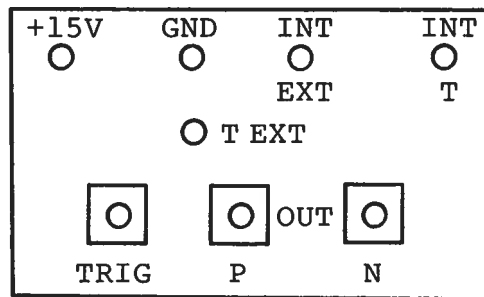 +15V GND INT INT
EXT T
T EXT
OUT
TRIG P N